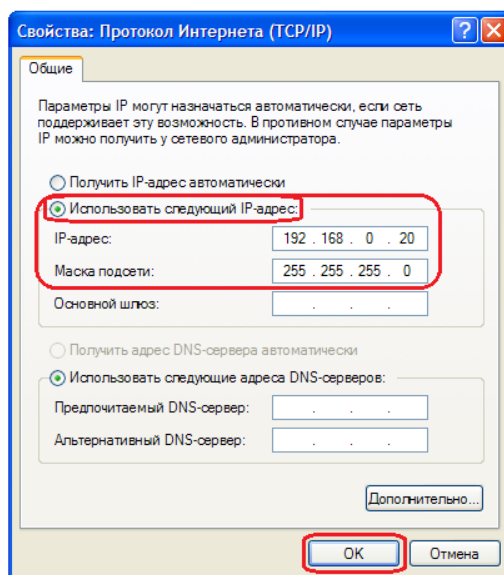 Свойства: Протокол Интернета (TCP/IP)
Общие
Параметры IP могут назначаться автоматически, если сеть
поддерживает эту возможность. В противном случае параметры
IP можно получить у сетевого администратора.
Получить IP-адрес автоматически
Использовать следующий IP-адрес:
IP-адрес: 192 . 168 . 0 . 20
Маска подсети: 255 . 255 . 255 . 0
Основной шлюз: . . .
Получить адрес DNS-сервера автоматически
Использовать следующие адреса DNS-серверов:
Предпочитаемый DNS-сервер: . . .
Альтернативный DNS-сервер: . . .
Дополнительно...
OK Отмена